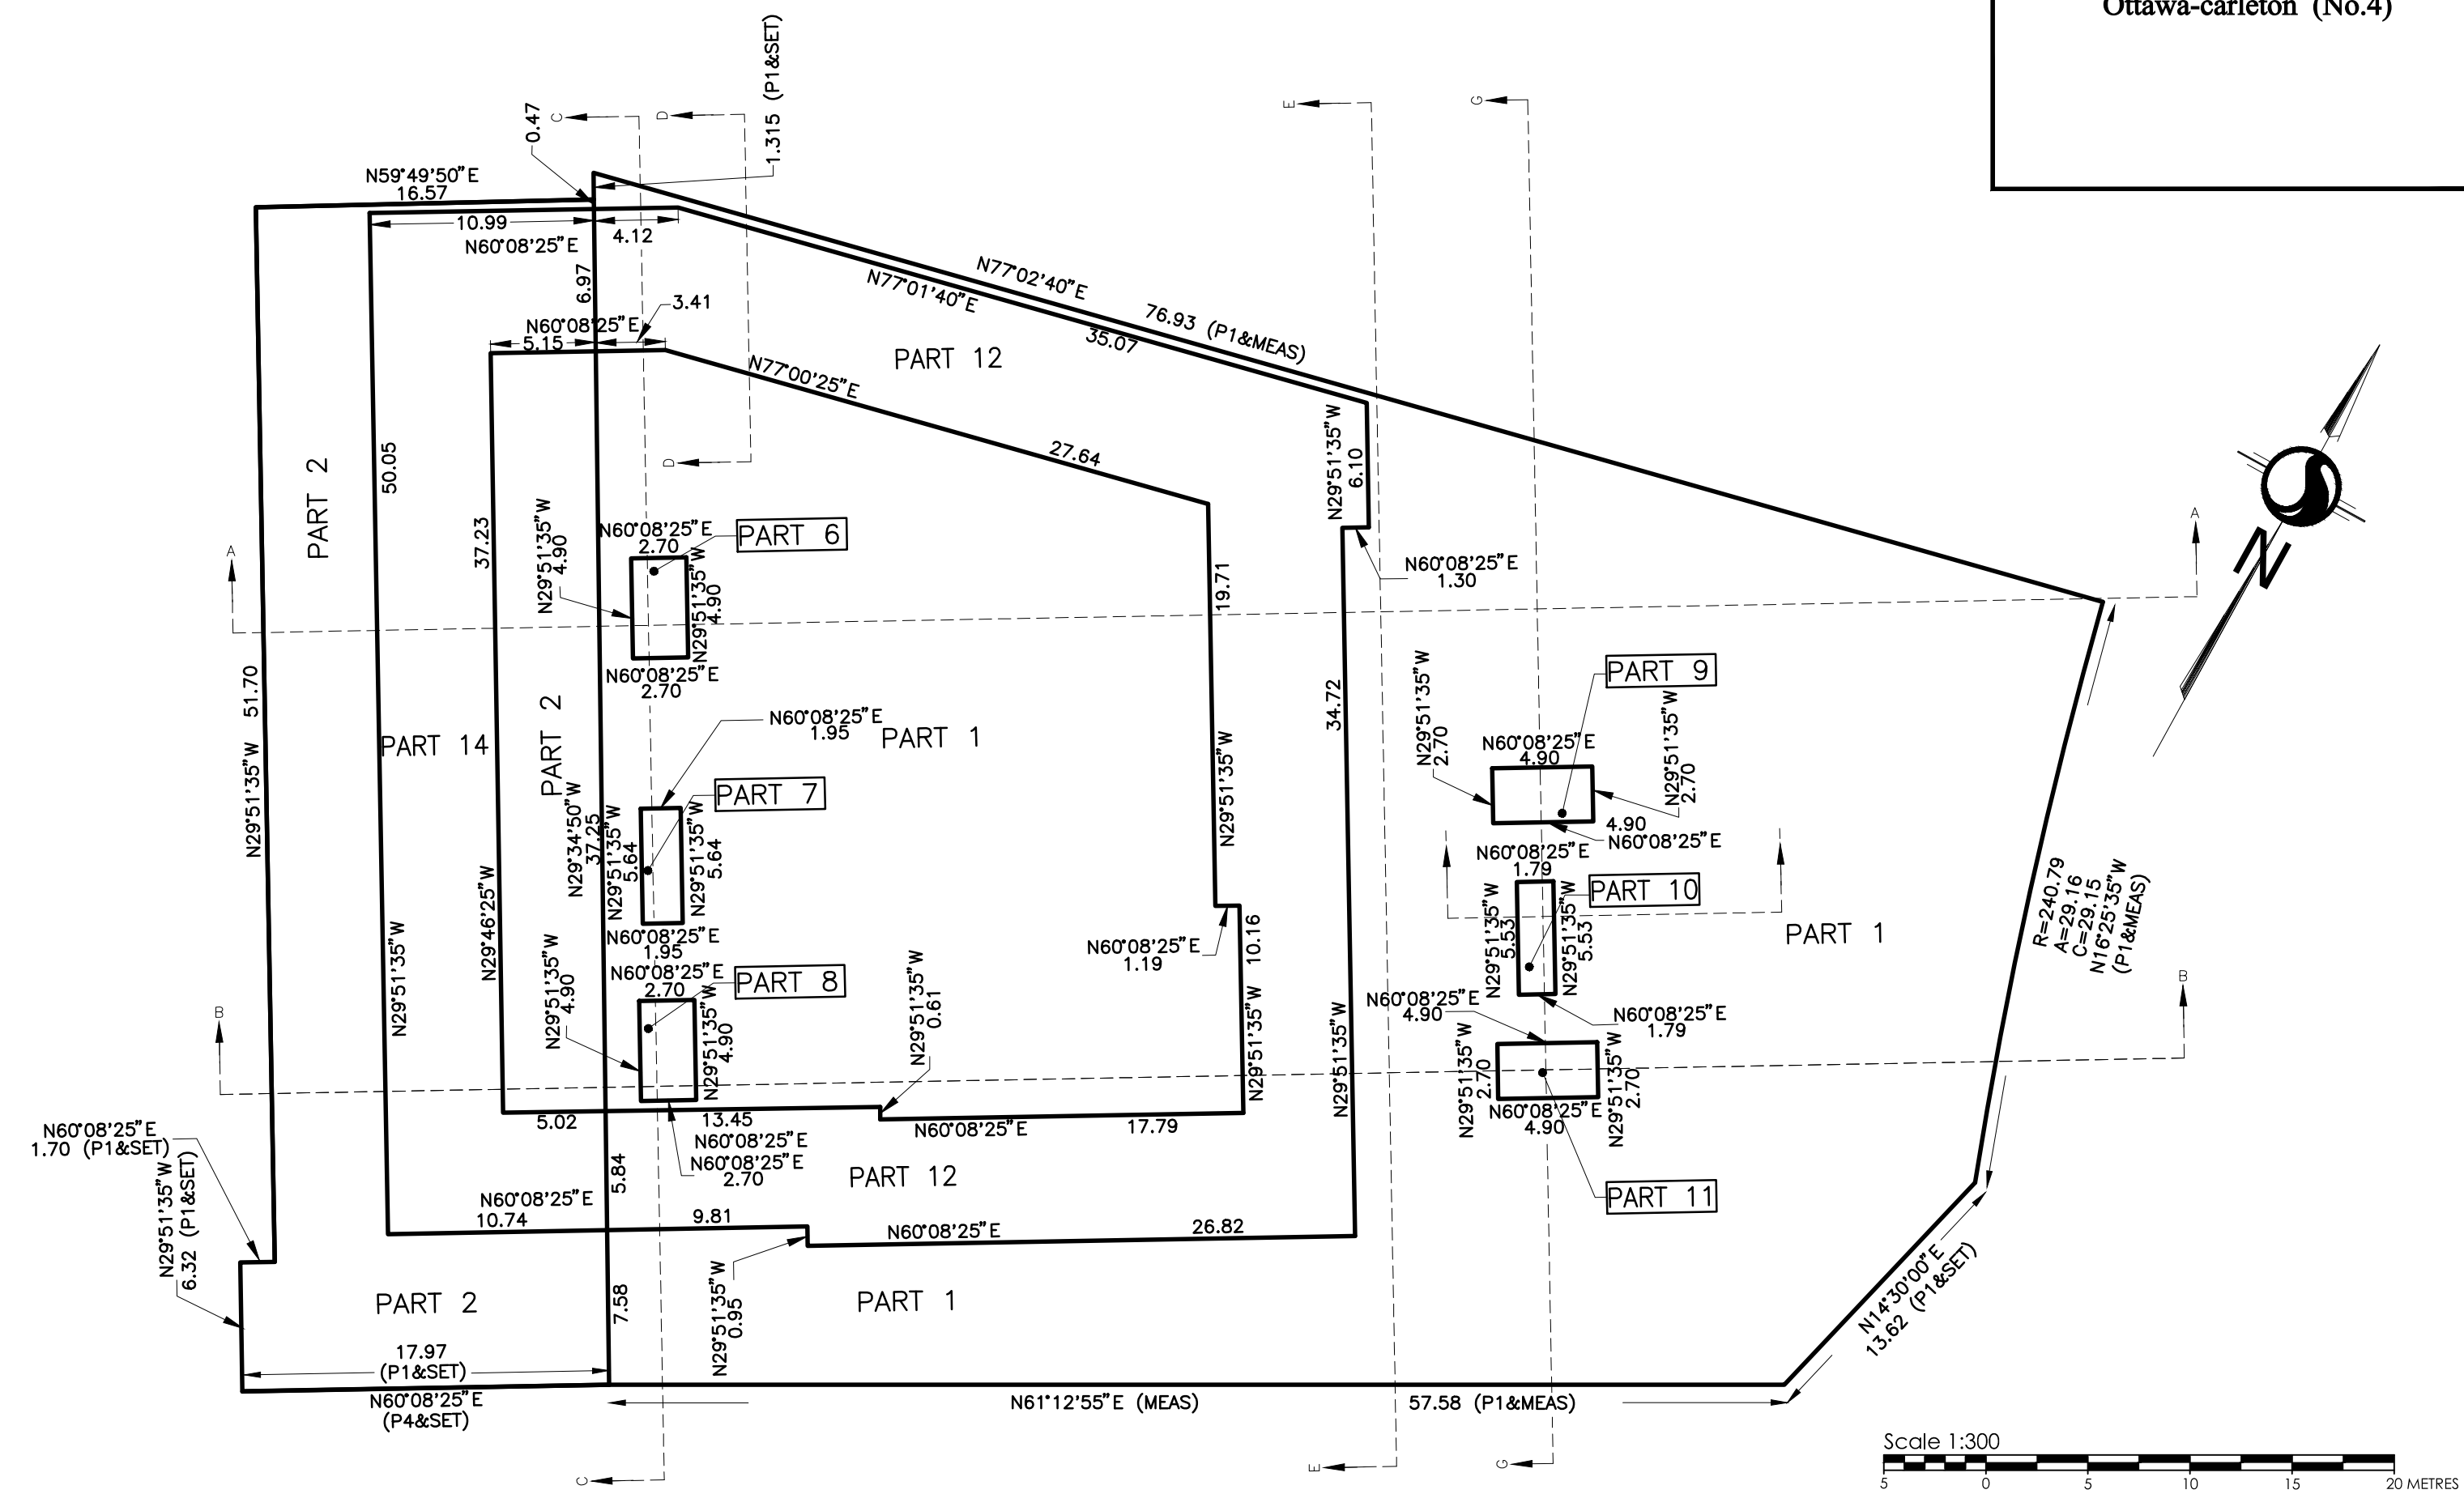 Ottawa-carleton (No.4)
1.315 (P1&SET)
0.47
C
D
E
G
N59°49'50"E
16.57
10.99
N60°08'25"E
4.12
6.97
3.41
N60°08'25"E
5.15
N77°02'40"E
N77°01'40"E
76.93 (P1&MEAS)
35.07
PART 12
N77°00'25"E
27.64
N29°51'35"W
6.10
D
PART 2
50.05
37.23
N29°51'35"W
4.90
N60°08'25"E
2.70
PART 6
N29°51'35"W
4.90
N60°08'25"E
2.70
A
A
N
19.71
N60°08'25"E
1.30
N29°51'35"W 51.70
PART 14
PART 2
N60°08'25"E
1.95
PART 1
34.72
N29°51'35"W
2.70
PART 9
N60°08'25"E
4.90
N29°51'35"W
2.70
4.90
N60°08'25"E
PART 7
N29°34'50"W
37.25
N29°51'35"W
5.64
N29°51'35"W
5.64
N29°51'35"W
N60°08'25"E
1.95
N29°46'25"W
N29°51'35"W
N60°08'25"E
1.79
PART 10
N29°51'35"W
5.53
N29°51'35"W
5.53
PART 1
R=240.79
A=29.16
C=29.15
N16°25'35"W
(P1&MEAS)
N60°08'25"E
1.19
N29°51'35"W 10.16
N29°51'35"W
4.90
N60°08'25"E
2.70
PART 8
N29°51'35"W
4.90
N29°51'35"W
0.61
N29°51'35"W
N60°08'25"E
4.90
N60°08'25"E
1.79
B
B
N29°51'35"W
2.70
N29°51'35"W
2.70
N60°08'25"E
4.90
5.02
13.45
N60°08'25"E
N60°08'25"E
2.70
N60°08'25"E
17.79
N60°08'25"E
1.70 (P1&SET)
N29°51'35"W
6.32 (P1&SET)
5.84
PART 12
PART 11
N60°08'25"E
10.74
9.81
N60°08'25"E
26.82
N29°51'35"W
0.95
PART 2
7.58
PART 1
N14°30'00"E
13.62 (P1&SET)
17.97
(P1&SET)
N60°08'25"E
(P4&SET)
N61°12'55"E (MEAS)
57.58 (P1&MEAS)
C
E
G
Scale 1:300
5 0 5 10 15 20 METRES